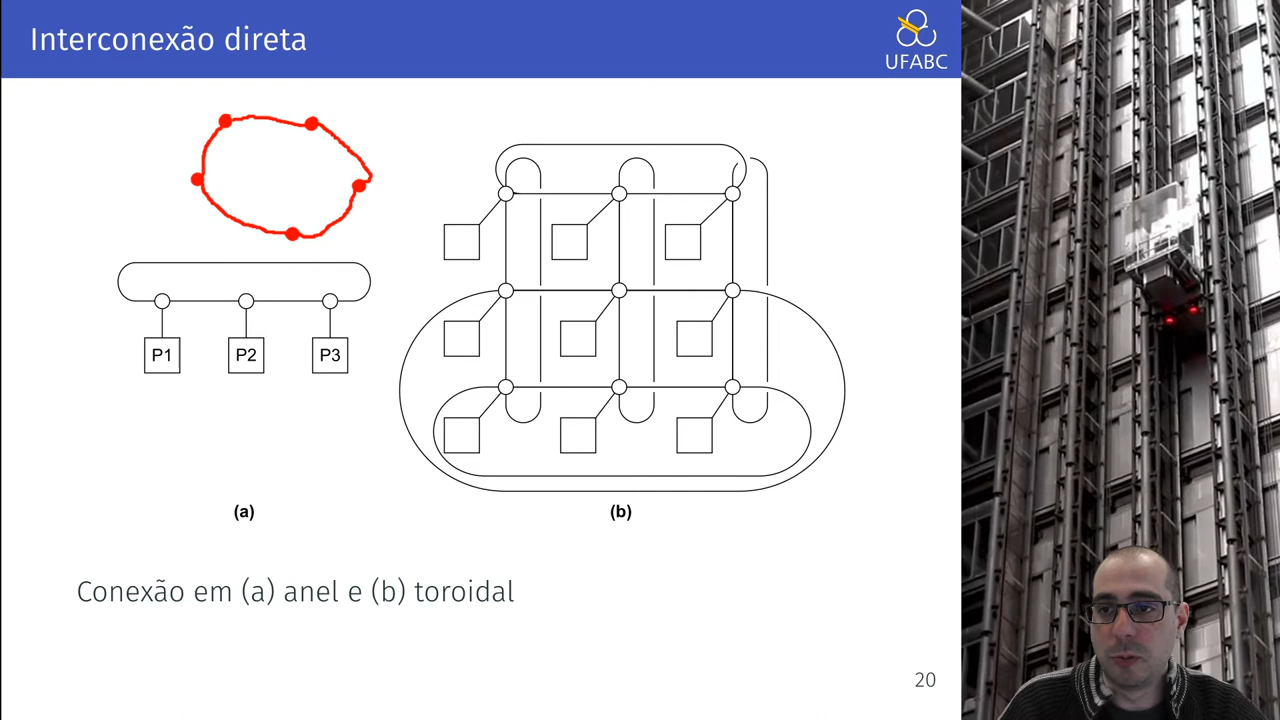 Interconexão direta
UFABC
P1 P2 P3
(a) (b)
Conexão em (a) anel e (b) toroidal
20